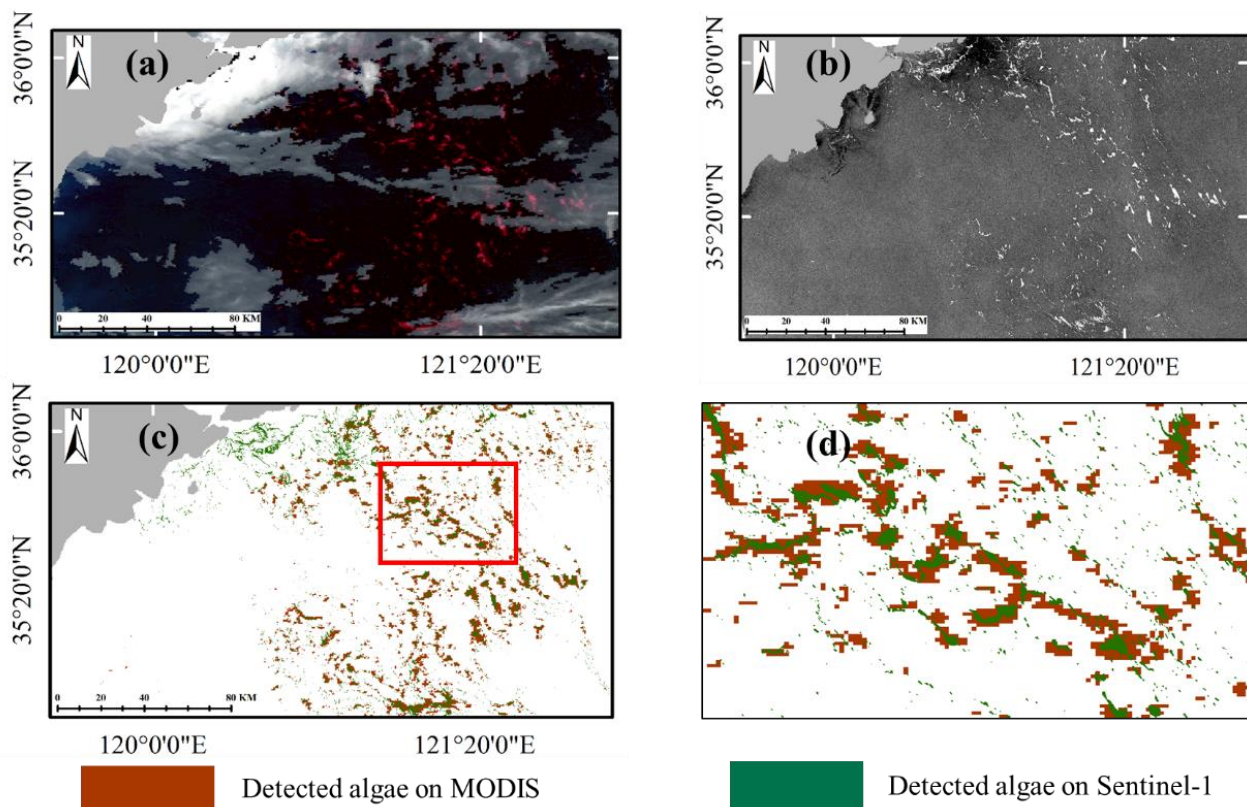 N
(a)
36°0'0"N
35°20'0"N
0 40 80 KM
120°0'0"E 121°20'0"E
N
(b)
36°0'0"N
35°20'0"N
0 20 40 80 KM
120°0'0"E 121°20'0"E
N
(c)
36°0'0"N
35°20'0"N
0 40 80 KM
120°0'0"E 121°20'0"E
(d)
Detected algae on MODIS
Detected algae on Sentinel-1